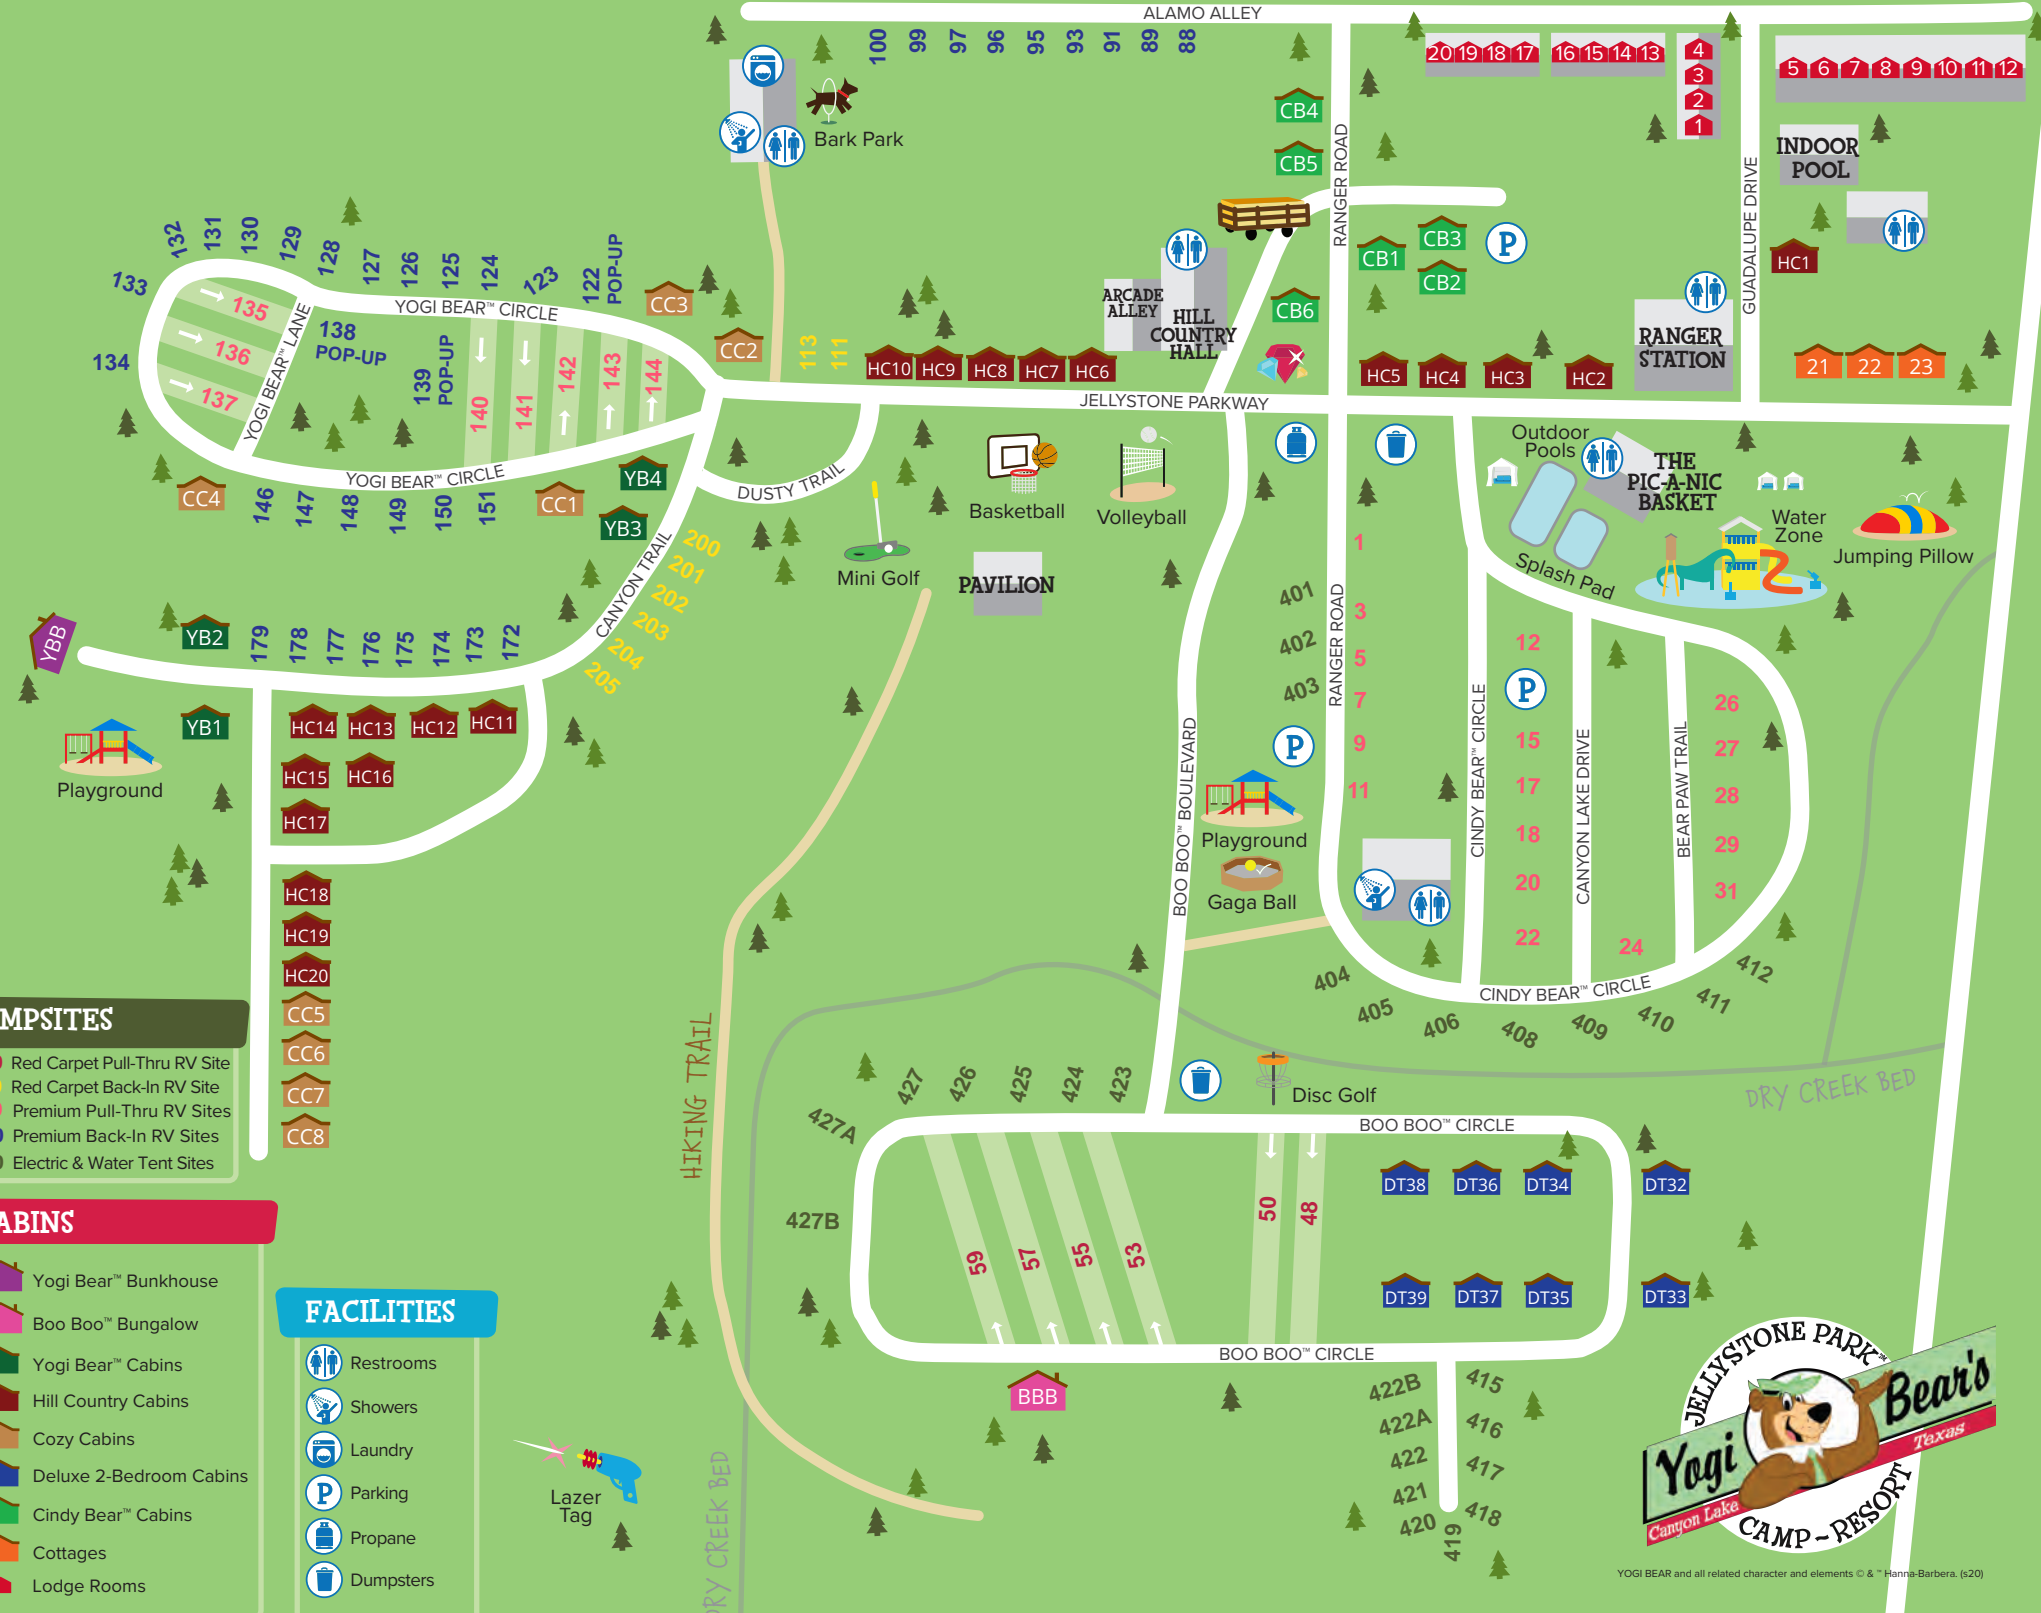 ALAMO ALLEY
100 99 97 96 95 93 91 89 88
20 19 18 17 16 15 14 13
4
3
2
1
5 6 7 8 9 10 11 12
Bark Park
CB4
CB5
RANGER ROAD
GUADALUPE DRIVE
INDOOR
POOL
HC1
CB1
CB3
CB2
P
CB6
132 131 130 129 128 127 126 125 124 123 122
POP-UP
133
134
135
136
137
YOGI BEAR™ LANE
YOGI BEAR™ CIRCLE
138
POP-UP
139
POP-UP
140 141 142 143 144
CC3
CC2
113 111
HC10 HC9 HC8 HC7 HC6
ARCADE
ALLEY
HILL
COUNTRY
HALL
HC5 HC4 HC3 HC2
RANGER
STATION
21 22 23
JELLYSTONE PARKWAY
YOGI BEAR™ CIRCLE
CC4
146 147 148 149 150 151
CC1
YB4
YB3
DUSTY TRAIL
CANYON TRAIL
200
201
202
203
204
205
Mini Golf
Basketball
Volleyball
PAVILION
Outdoor
Pools
THE
PIC-A-NIC
BASKET
Splash Pad
Water
Zone
Jumping Pillow
YBB
YB2
179 178 177 176 175 174 173 172
YB1
Playground
HC14 HC13 HC12 HC11
HC15 HC16
HC17
HC18
HC19
HC20
CC5
CC6
CC7
CC8
401
402
403
P
Playground
Gaga Ball
BOO BOO™ BOULEVARD
RANGER ROAD
1
3
5
7
9
11
CINDY BEAR™ CIRCLE
12
P
15
17
18
20
22
CANYON LAKE DRIVE
24
BEAR PAW TRAIL
26
27
28
29
31
CINDY BEAR™ CIRCLE
404 405 406 408 409 410 411 412
HIKING TRAIL
DRY CREEK BED
Disc Golf
427A 427 426 425 424 423
427B
BOO BOO™ CIRCLE
59 57 55 53 50 48
DT38 DT36 DT34 DT32
DT39 DT37 DT35 DT33
BOO BOO™ CIRCLE
BBB
422B 415
422A 416
422 417
421 418
420 419
Lazer
Tag
DRY CREEK BED
MPSITES
Red Carpet Pull-Thru RV Site
Red Carpet Back-In RV Site
Premium Pull-Thru RV Sites
Premium Back-In RV Sites
Electric & Water Tent Sites
ABINS
Yogi Bear™ Bunkhouse
Boo Boo™ Bungalow
Yogi Bear™ Cabins
Hill Country Cabins
Cozy Cabins
Deluxe 2-Bedroom Cabins
Cindy Bear™ Cabins
Cottages
Lodge Rooms
FACILITIES
Restrooms
Showers
Laundry
P Parking
Propane
Dumpsters
JELLYSTONE PARK™
Yogi Bear's
Canyon Lake Texas
CAMP-RESORT
YOGI BEAR and all related character and elements © & ™ Hanna-Barbera. (s20)